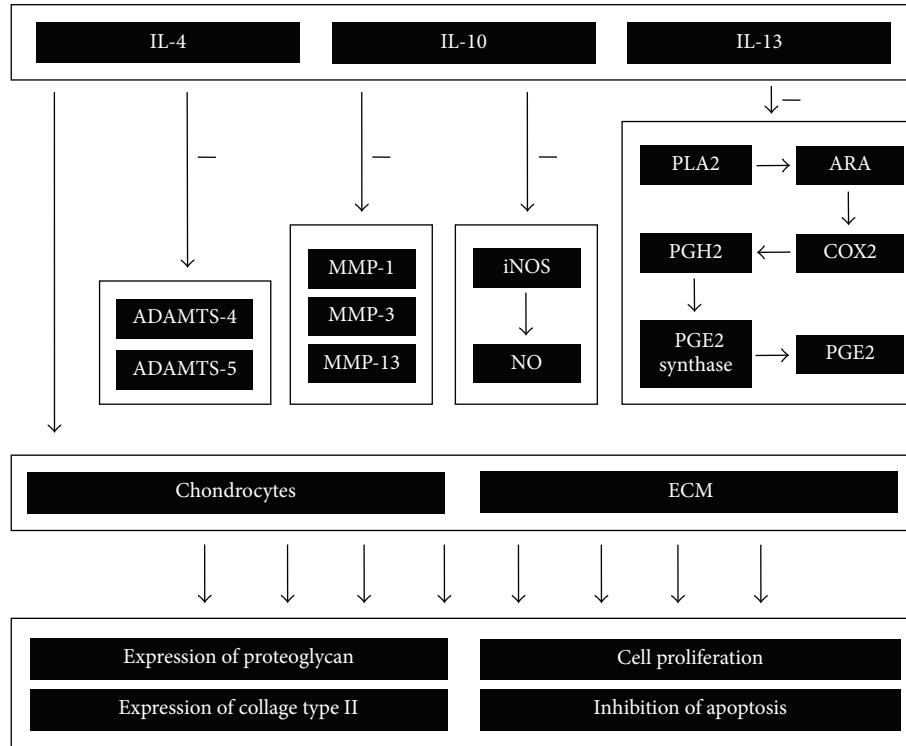 IL-4
IL-10
IL-13
PLA2
ARA
PGH2
COX2
PGE2
synthase
PGE2
MMP-1
MMP-3
MMP-13
iNOS
NO
ADAMTS-4
ADAMTS-5
Chondrocytes
ECM
Expression of proteoglycan
Cell proliferation
Expression of collage type II
Inhibition of apoptosis